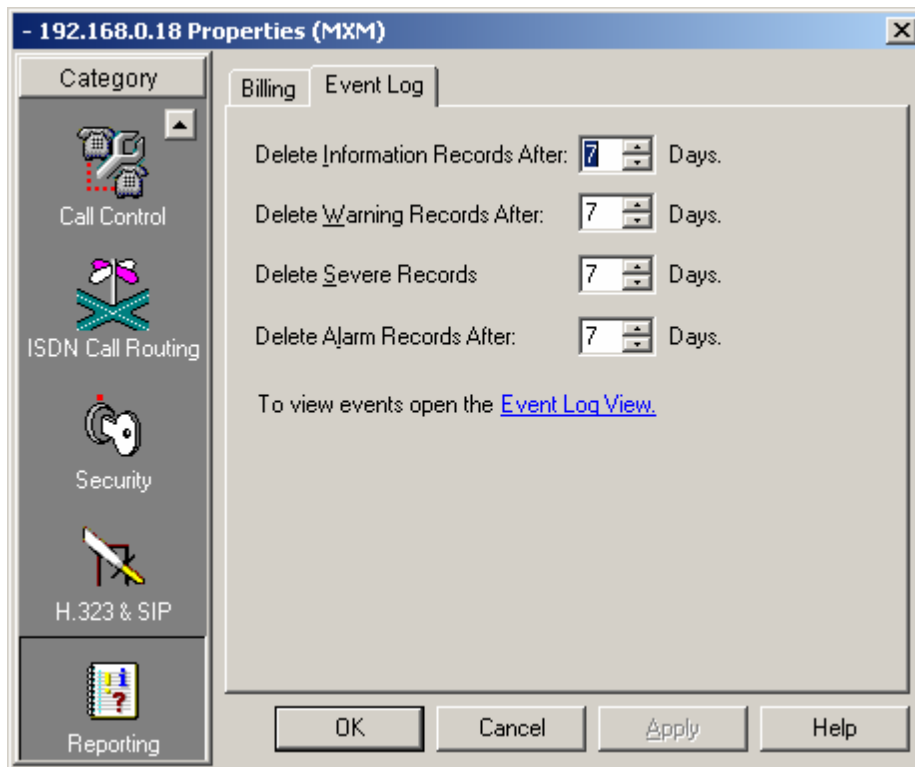 - 192.168.0.18 Properties (MXM)
Category
Call Control
ISDN Call Routing
Security
H.323 & SIP
Reporting
Billing
Event Log
Delete Information Records After: 7 Days.
Delete Warning Records After: 7 Days.
Delete Severe Records 7 Days.
Delete Alarm Records After: 7 Days.
To view events open the Event Log View.
OK
Cancel
Apply
Help